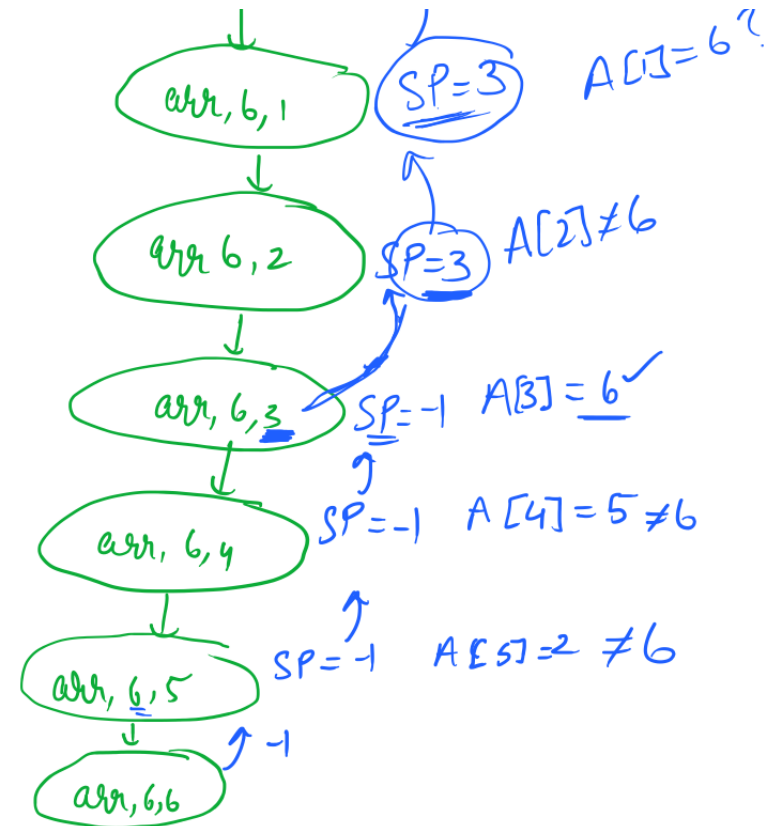 arr, 6, 1 SP=3 A[1]=6?
arr 6, 2 SP=3 A[2]≠6
arr, 6, 3 SP=-1 A[3]=6✓
arr, 6, 4 SP=-1 A[4]=5≠6
arr, 6, 5 SP=-1 A[5]=2 ≠6
-1
arr, 6,6